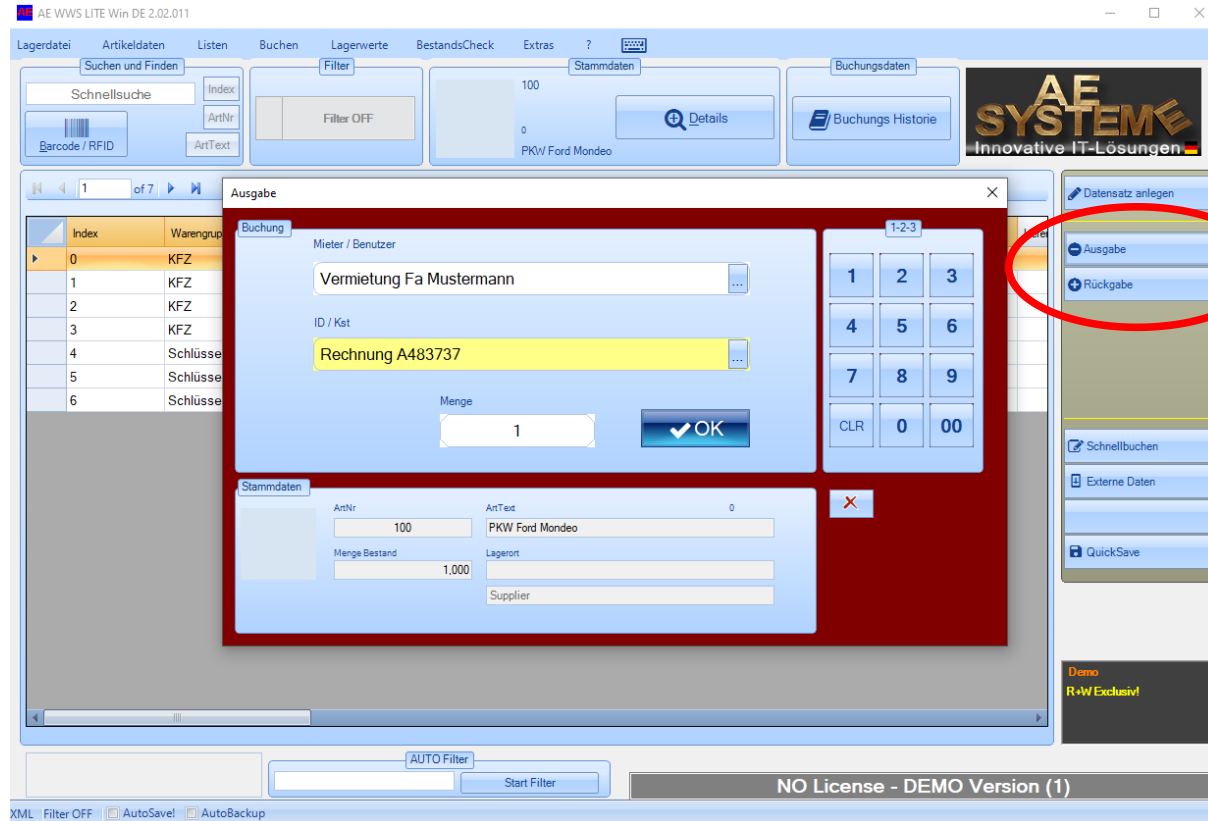 AE AE WWS LITE Win DE 2.02.011
Lagerdatei Artikeldaten Listen Buchen Lagerwerte BestandsCheck Extras ?
Suchen und Finden
Schnellsuche
Index
ArtNr
ArtText
Barcode / RFID
Filter
Filter OFF
Stammdaten
100
0
PKW Ford Mondeo
Details
Buchungsdaten
Buchungs Historie
AE
SYSTEME
Innovative IT-Lösungen
1 of 7
Index Warengrup
0 KFZ
1 KFZ
2 KFZ
3 KFZ
4 Schlüsse
5 Schlüsse
6 Schlüsse
Ausgabe
Buchung
Mieter / Benutzer
Vermietung Fa Mustermann
...
ID / Kst
Rechnung A483737
...
Menge
1
OK
1-2-3
1 2 3
4 5 6
7 8 9
CLR 0 00
Stammdaten
ArtNr ArtText 0
100 PKW Ford Mondeo
Menge Bestand Lagerort
1,000
Supplier
Datensatz anlegen
Ausgabe
Rückgabe
Schnellbuchen
Externe Daten
QuickSave
Demo
R+W Exclusiv!
AUTO Filter
Start Filter
NO License - DEMO Version (1)
XML Filter OFF AutoSave! AutoBackup